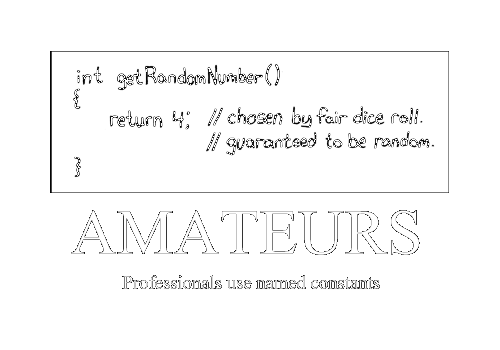 int getRandomNumber()
{
return 4; // chosen by fair dice roll.
// guaranteed to be random.
}
AMATEURS
Professionals use named constants